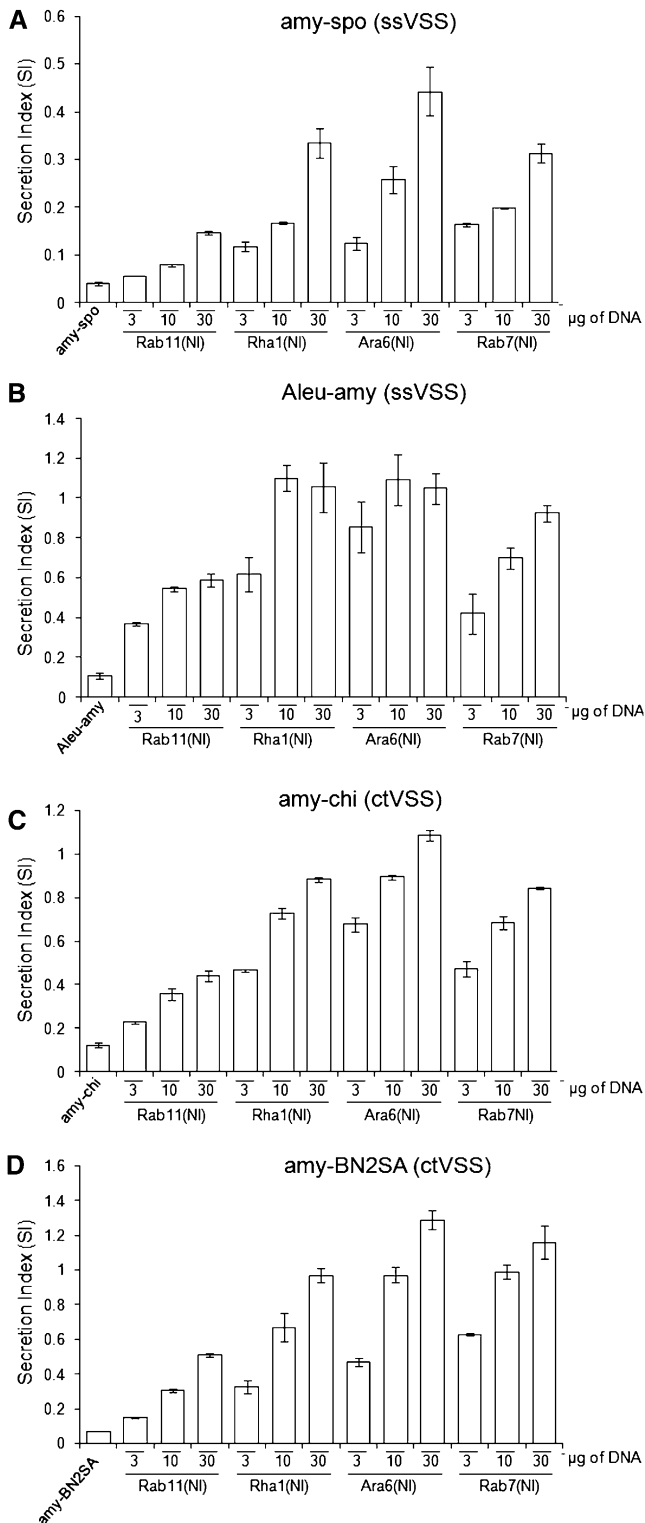 A
amy-spo (ssVSS)
Secretion Index (SI)
0.6
0.5
0.4
0.3
0.2
0.1
0
amy-spo
3 10 30 3 10 30 3 10 30 3 10 30 µg of DNA
Rab11(NI) Rha1(NI) Ara6(NI) Rab7(NI)
B
Aleu-amy (ssVSS)
Secretion Index (SI)
1.4
1.2
1
0.8
0.6
0.4
0.2
0
Aleu-amy
3 10 30 3 10 30 3 10 30 3 10 30 µg of DNA
Rab11(NI) Rha1(NI) Ara6(NI) Rab7(NI)
C
amy-chi (ctVSS)
Secretion Index (SI)
1.2
1
0.8
0.6
0.4
0.2
0
amy-chi
3 10 30 3 10 30 3 10 30 3 10 30 µg of DNA
Rab11(NI) Rha1(NI) Ara6(NI) Rab7NI)
D
amy-BN2SA (ctVSS)
Secretion Index (SI)
1.6
1.4
1.2
1
0.8
0.6
0.4
0.2
0
amy-BN2SA
3 10 30 3 10 30 3 10 30 3 10 30 µg of DNA
Rab11(NI) Rha1(NI) Ara6(NI) Rab7(NI)